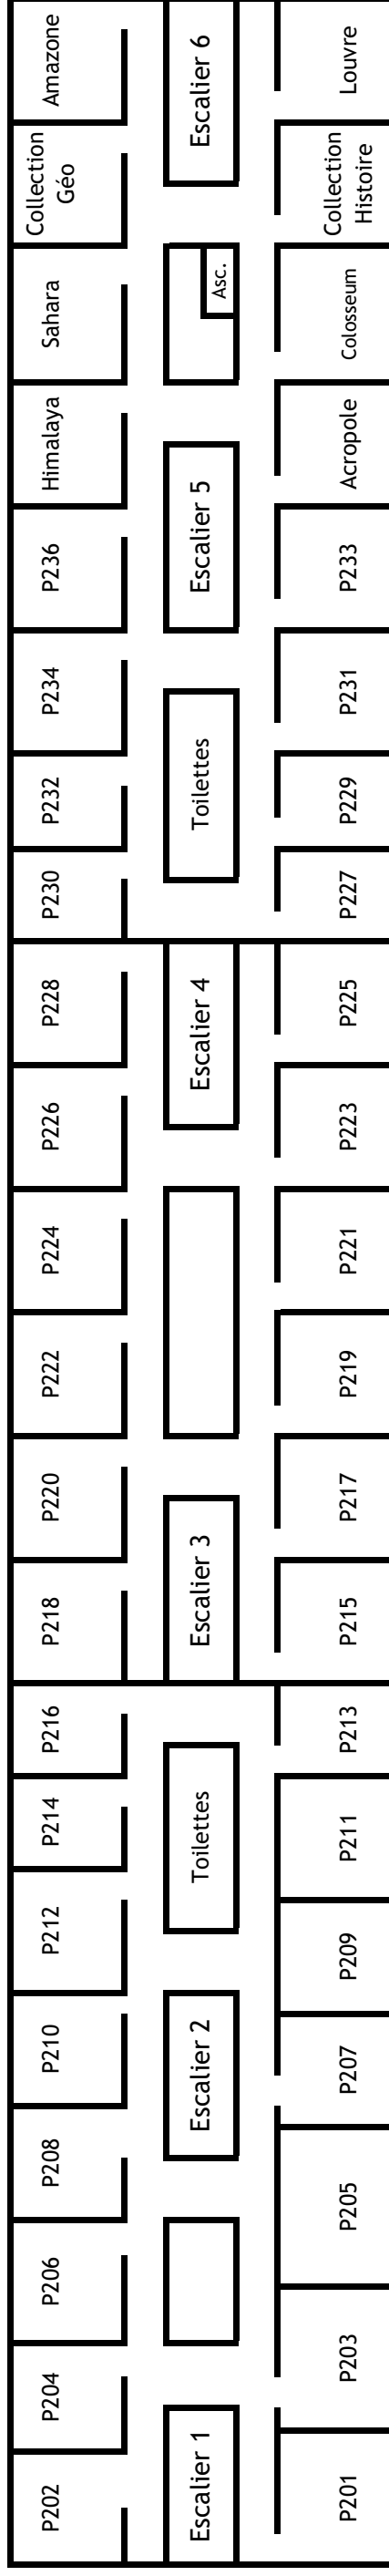 Amazone
Collection
Géo
Sahara
Himalaya
P236
P234
P232
P230
P228
P226
P224
P222
P220
P218
P216
P214
P212
P210
P208
P206
P204
P202
Escalier 6
Asc.
Escalier 5
Toilettes
Escalier 4
Escalier 3
Toilettes
Escalier 2
Escalier 1
Louvre
Collection
Histoire
Colosseum
Acropole
P233
P231
P229
P227
P225
P223
P221
P219
P217
P215
P213
P211
P209
P207
P205
P203
P201